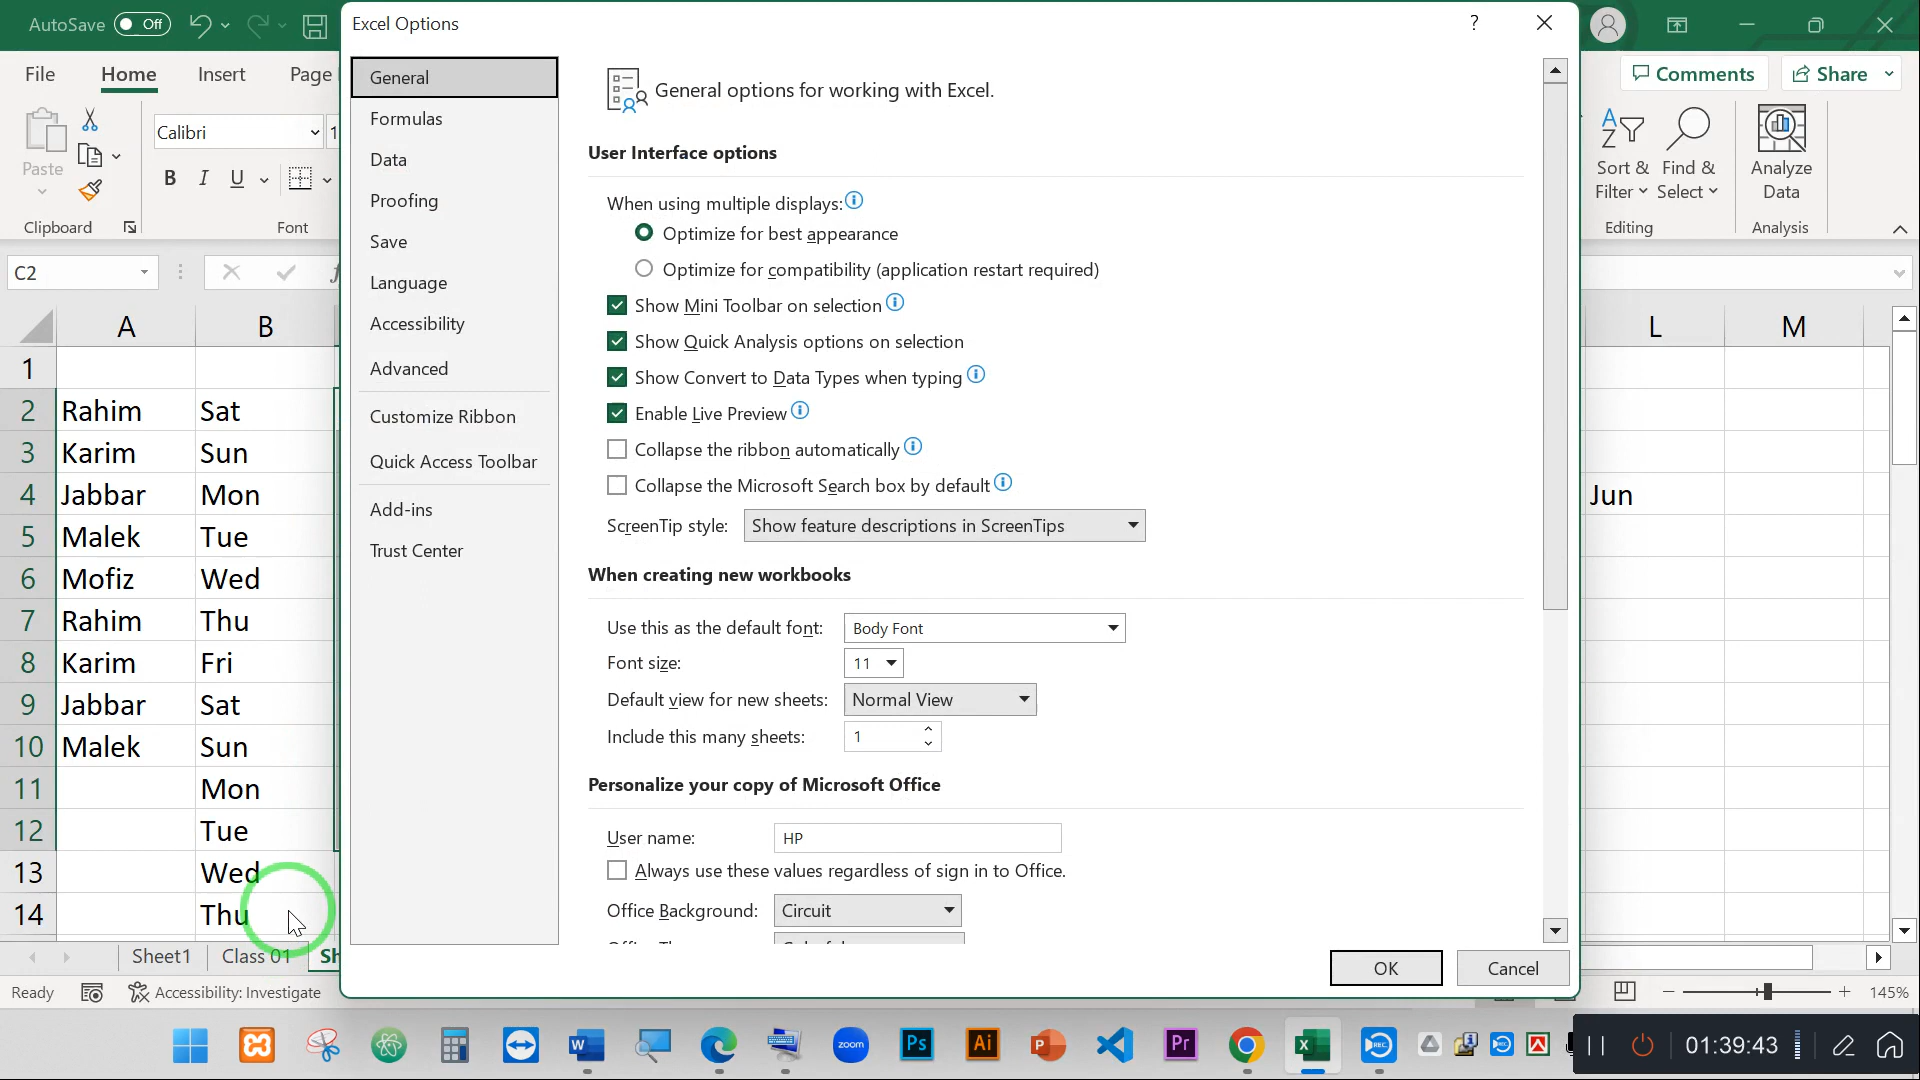 AutoSave Off
Excel Options
?
File Home Insert Page
Comments Share
General
Formulas
Data
Proofing
Save
Language
Accessibility
Advanced
Customize Ribbon
Quick Access Toolbar
Add-ins
Trust Center
General options for working with Excel.
User Interface options
When using multiple displays:
Optimize for best appearance
Optimize for compatibility (application restart required)
Show Mini Toolbar on selection
Show Quick Analysis options on selection
Show Convert to Data Types when typing
Enable Live Preview
Collapse the ribbon automatically
Collapse the Microsoft Search box by default
ScreenTip style: Show feature descriptions in ScreenTips
When creating new workbooks
Use this as the default font: Body Font
Font size: 11
Default view for new sheets: Normal View
Include this many sheets: 1
Personalize your copy of Microsoft Office
User name: HP
Always use these values regardless of sign in to Office.
Office Background: Circuit
OK Cancel
Paste
Calibri
B I U
Clipboard
Font
Sort & Filter
Find & Select
Analyze Data
Editing
Analysis
C2
A B L M
1
2 Rahim Sat
3 Karim Sun
4 Jabbar Mon Jun
5 Malek Tue
6 Mofiz Wed
7 Rahim Thu
8 Karim Fri
9 Jabbar Sat
10 Malek Sun
11 Mon
12 Tue
13 Wed
14 Thu
Sheet1 Class 01 Sh
Ready Accessibility: Investigate
145%
zoom Ps Ai Pr
REC
01:39:43